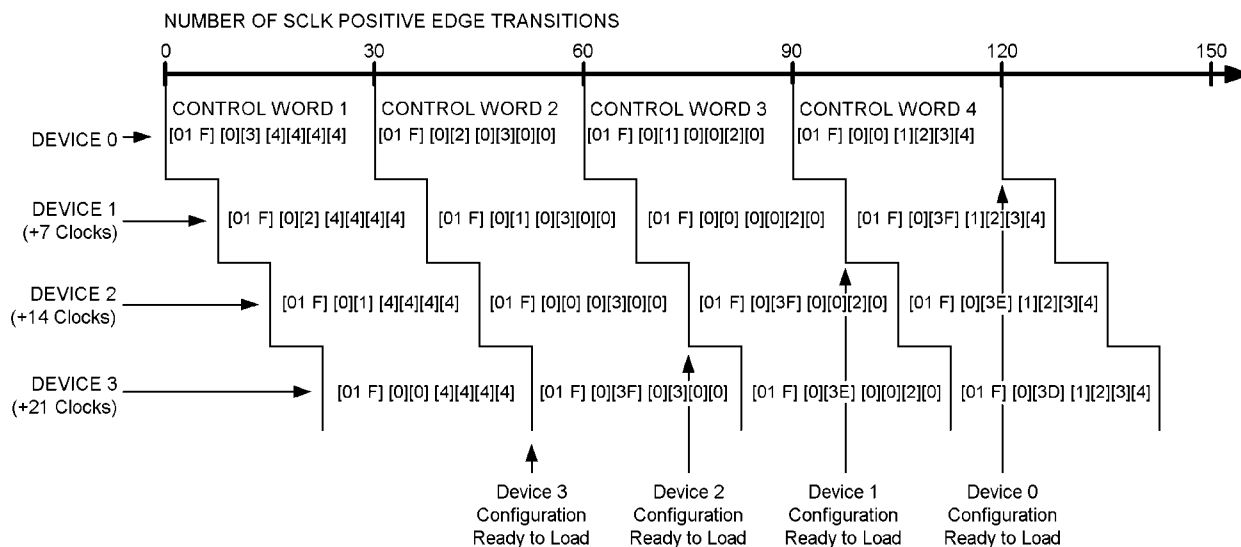 NUMBER OF SCLK POSITIVE EDGE TRANSITIONS
0 30 60 90 120 150
CONTROL WORD 1 CONTROL WORD 2 CONTROL WORD 3 CONTROL WORD 4
DEVICE 0 [01 F] [0][3] [4][4][4][4] [01 F] [0][2] [0][3][0][0] [01 F] [0][1] [0][0][2][0] [01 F] [0][0] [1][2][3][4]
DEVICE 1 [01 F] [0][2] [4][4][4][4] [01 F] [0][1] [0][3][0][0] [01 F] [0][0] [0][0][2][0] [01 F] [0][3F] [1][2][3][4]
(+7 Clocks)
DEVICE 2 [01 F] [0][1] [4][4][4][4] [01 F] [0][0] [0][3][0][0] [01 F] [0][3F] [0][0][2][0] [01 F] [0][3E] [1][2][3][4]
(+14 Clocks)
DEVICE 3 [01 F] [0][0] [4][4][4][4] [01 F] [0][3F] [0][3][0][0] [01 F] [0][3E] [0][0][2][0] [01 F] [0][3D] [1][2][3][4]
(+21 Clocks)
Device 3 Device 2 Device 1 Device 0
Configuration Configuration Configuration Configuration
Ready to Load Ready to Load Ready to Load Ready to Load